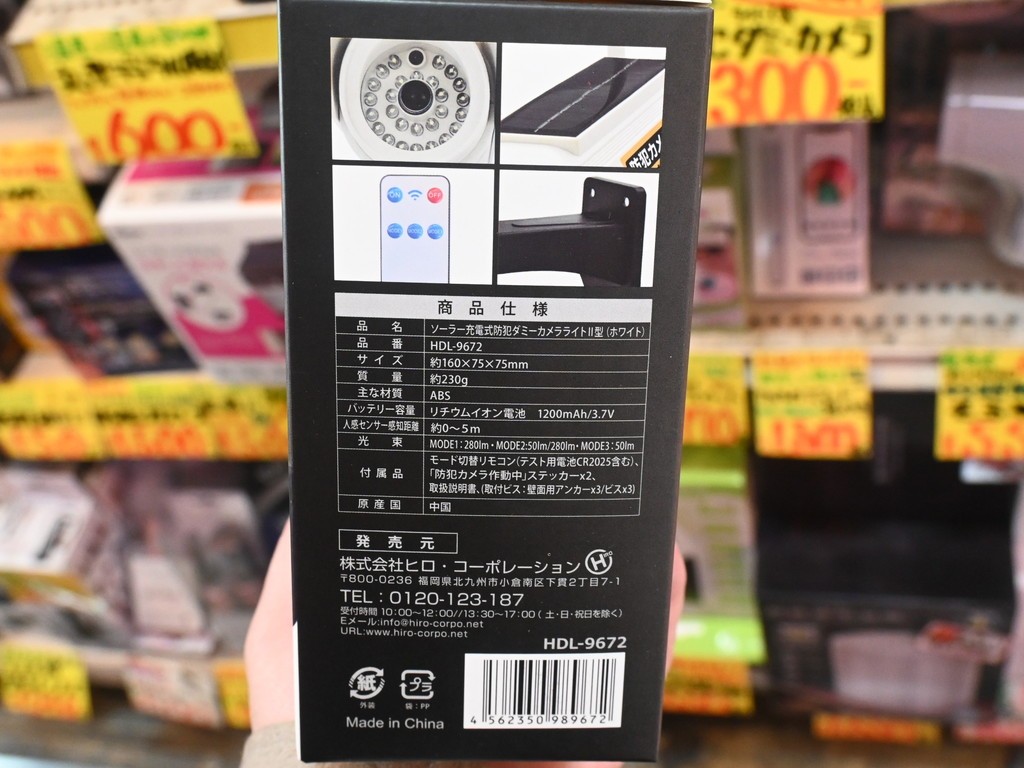 600
ダミーカメラ
300
防犯カメ
ON
OFF
商品仕様
品名 ソーラー充電式防犯ダミーカメラライトⅡ型(ホワイト)
品番 HDL-9672
サイズ 約160×75×75mm
質量 約230g
主な材質 ABS
バッテリー容量 リチウムイオン電池 1200mAh/3.7V
人感センサー感知距離 約0〜5m
光束 MODE1:280lm・MODE2:50lm/280lm・MODE3:50lm
付属品 モード切替リモコン(テスト用電池CR2025含む)、
「防犯カメラ作動中」ステッカーx2、
取扱説明書、(取付ビス:壁面用アンカーx3/ビスx3)
原産国 中国
発売元
株式会社ヒロ・コーポレーション
〒800-0236 福岡県北九州市小倉南区下貫2丁目7-1
TEL:0120-123-187
受付時間 10:00〜12:00//13:30〜17:00(土・日・祝日を除く)
Eメール:info@hiro-corpo.net
URL:www.hiro-corpo.net
HDL-9672
紙
外装
プラ
袋:PP
Made in China
4 562350 989672